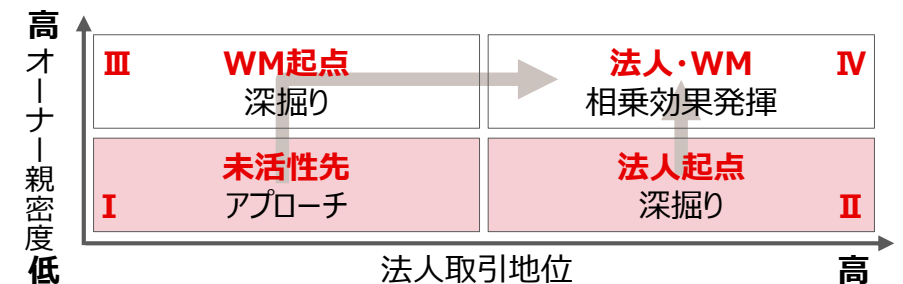 高
オーナー親密度
低
Ⅲ
WM起点
深掘り
法人・WM
相乗効果発揮
Ⅳ
Ⅰ
未活性先
アプローチ
法人起点
深掘り
Ⅱ
法人取引地位
高